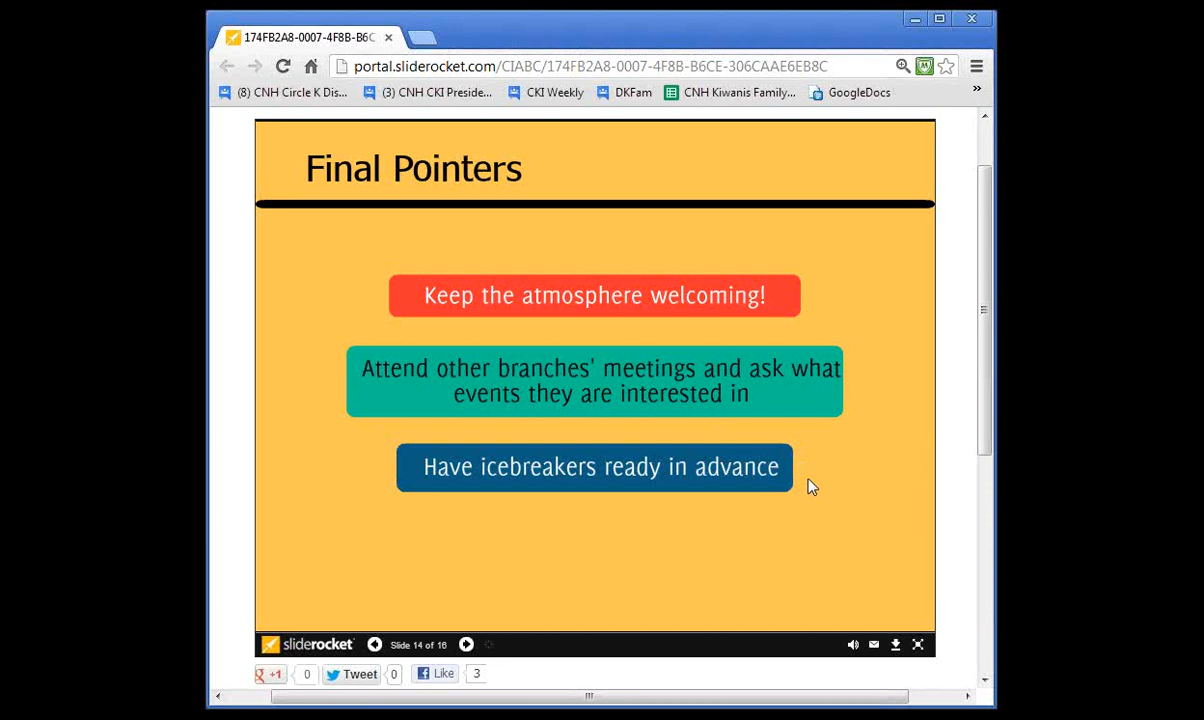 174FB2A8-0007-4F8B-B6C
portal.sliderocket.com/CIABC/174FB2A8-0007-4F8B-B6CE-306CAAE6EB8C
(8) CNH Circle K Dis... (3) CNH CKI Preside... CKI Weekly DKFam CNH Kiwanis Family... GoogleDocs »
Final Pointers
Keep the atmosphere welcoming!
Attend other branches' meetings and ask what
events they are interested in
Have icebreakers ready in advance
sliderocket Slide 14 of 16
g +1 0 Tweet 0 Like 3